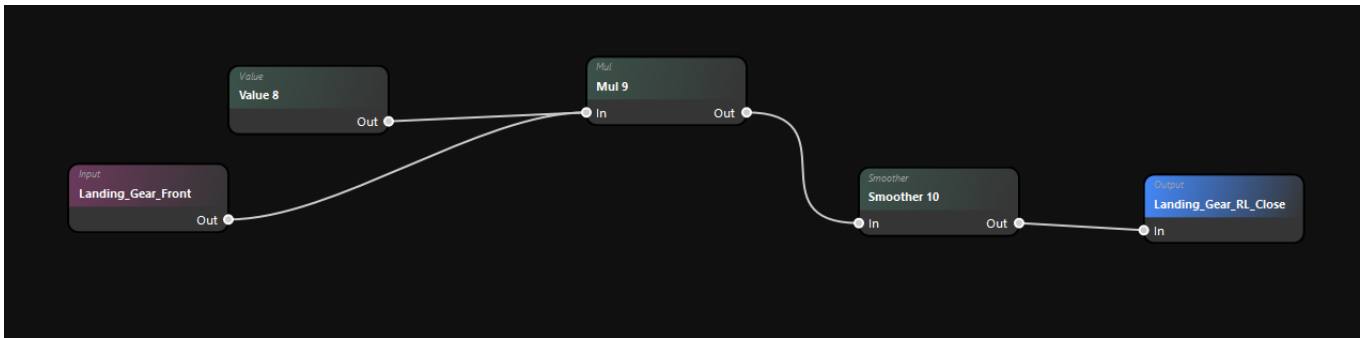 Value
Value 8
Out
Mul
Mul 9
In Out
Input
Landing_Gear_Front
Out
Smoother
Smoother 10
In Out
Output
Landing_Gear_RL_Close
In